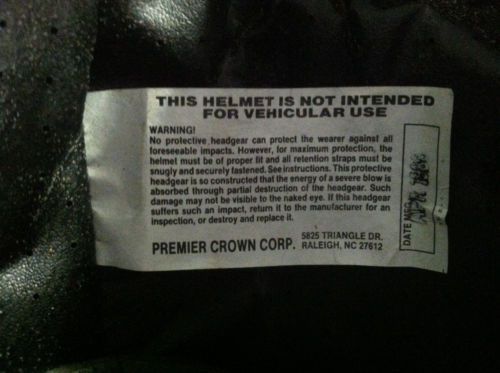 THIS HELMET IS NOT INTENDED
FOR VEHICULAR USE
WARNING!
No protective headgear can protect the wearer against all
foreseeable impacts. However, for maximum protection, the
helmet must be of proper fit and all retention straps must be
snugly and securely fastened. See instructions. This protective
headgear is so constructed that the energy of a severe blow is
absorbed through partial destruction of the headgear. Such
damage may not be visible to the naked eye. If this headgear
suffers such an impact, return it to the manufacturer for an
inspection, or destroy and replace it.
PREMIER CROWN CORP.
5825 TRIANGLE DR.
RALEIGH, NC 27612
DATE